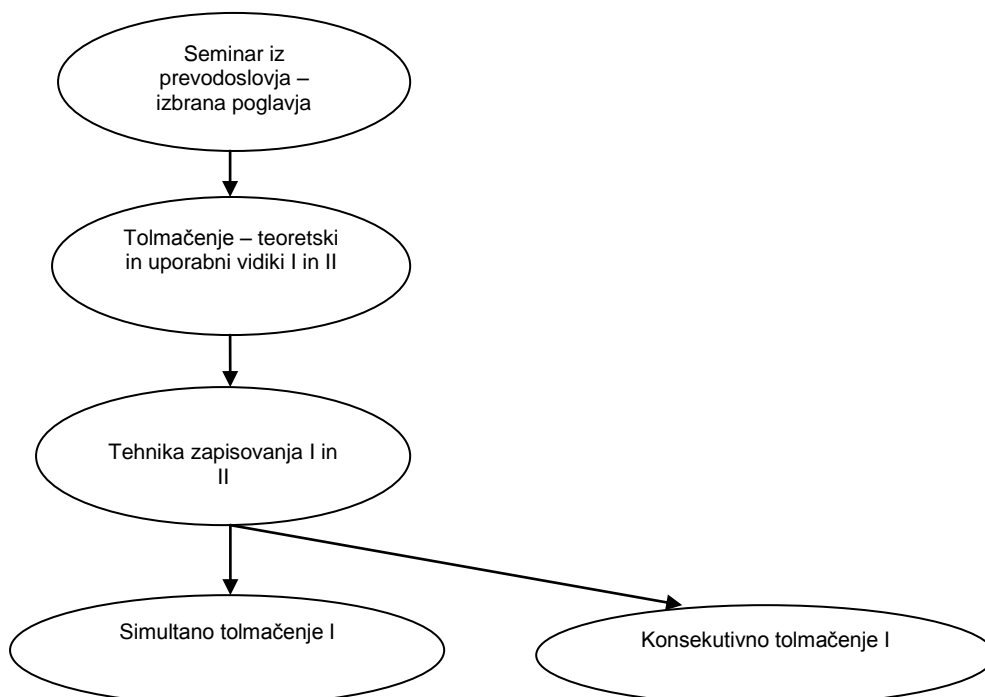 Seminar iz
prevodoslovja –
izbrana poglavja
Tolmačenje – teoretski
in uporabni vidiki I in II
Tehnika zapisovanja I in
II
Simultano tolmačenje I
Konsekutivno tolmačenje I